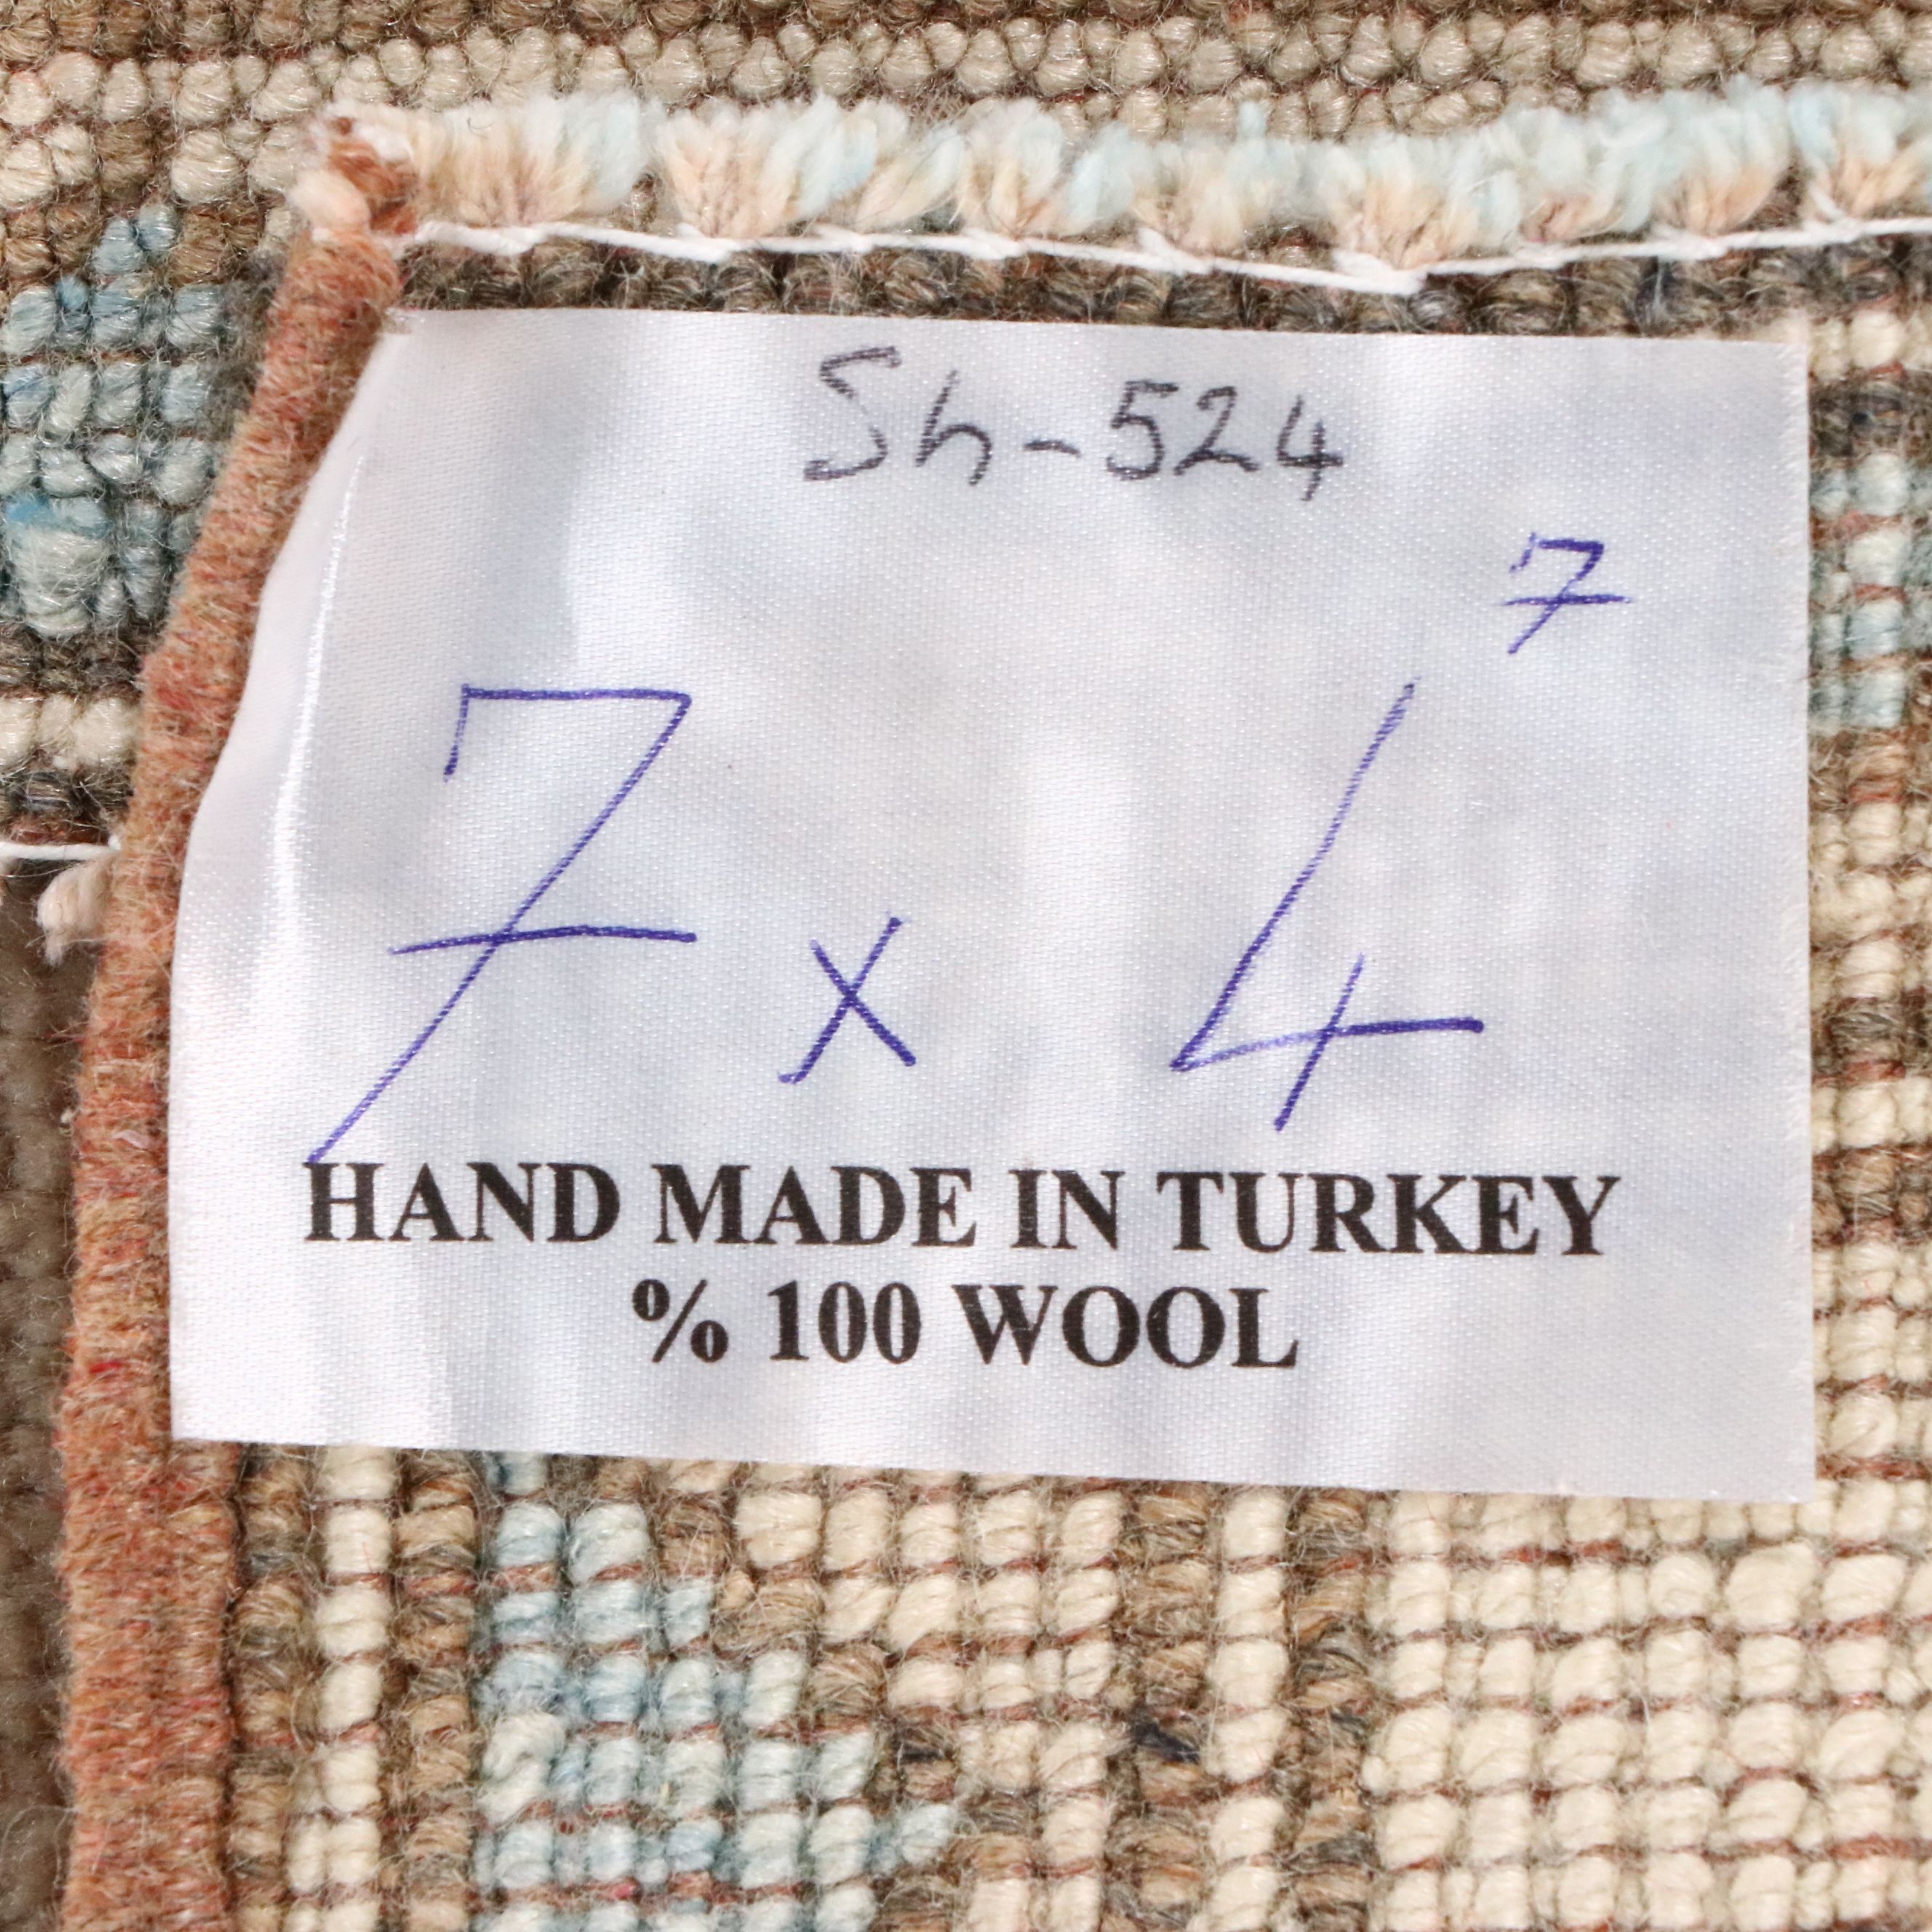 Sh-524
7 x 4 7
HAND MADE IN TURKEY
% 100 WOOL